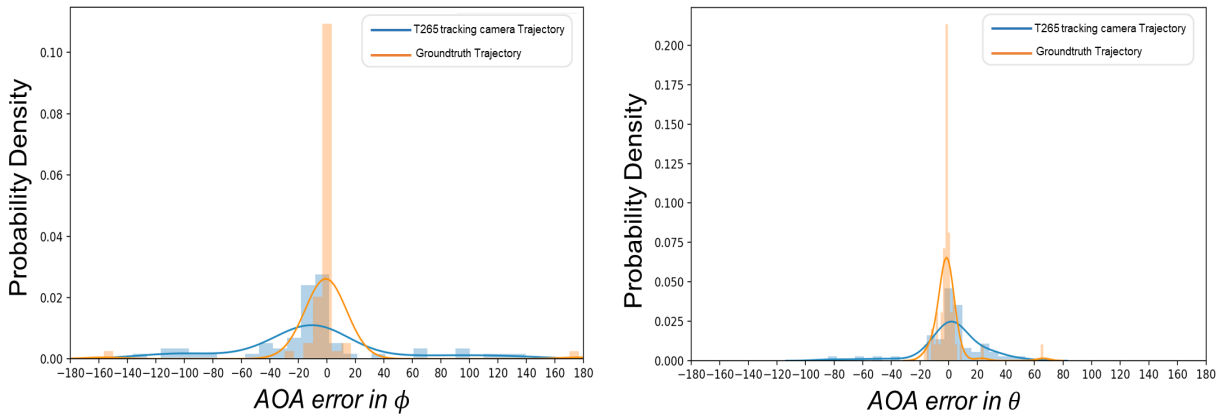 T265 tracking camera Trajectory
Groundtruth Trajectory
Probability Density
0.10
0.08
0.06
0.04
0.02
0.00
−180 −160 −140 −120 −100 −80 −60 −40 −20 0 20 40 60 80 100 120 140 160 180
AOA error in ϕ
T265 tracking camera Trajectory
Groundtruth Trajectory
Probability Density
0.200
0.175
0.150
0.125
0.100
0.075
0.050
0.025
0.000
−180 −160 −140 −120 −100 −80 −60 −40 −20 0 20 40 60 80 100 120 140 160 180
AOA error in θ